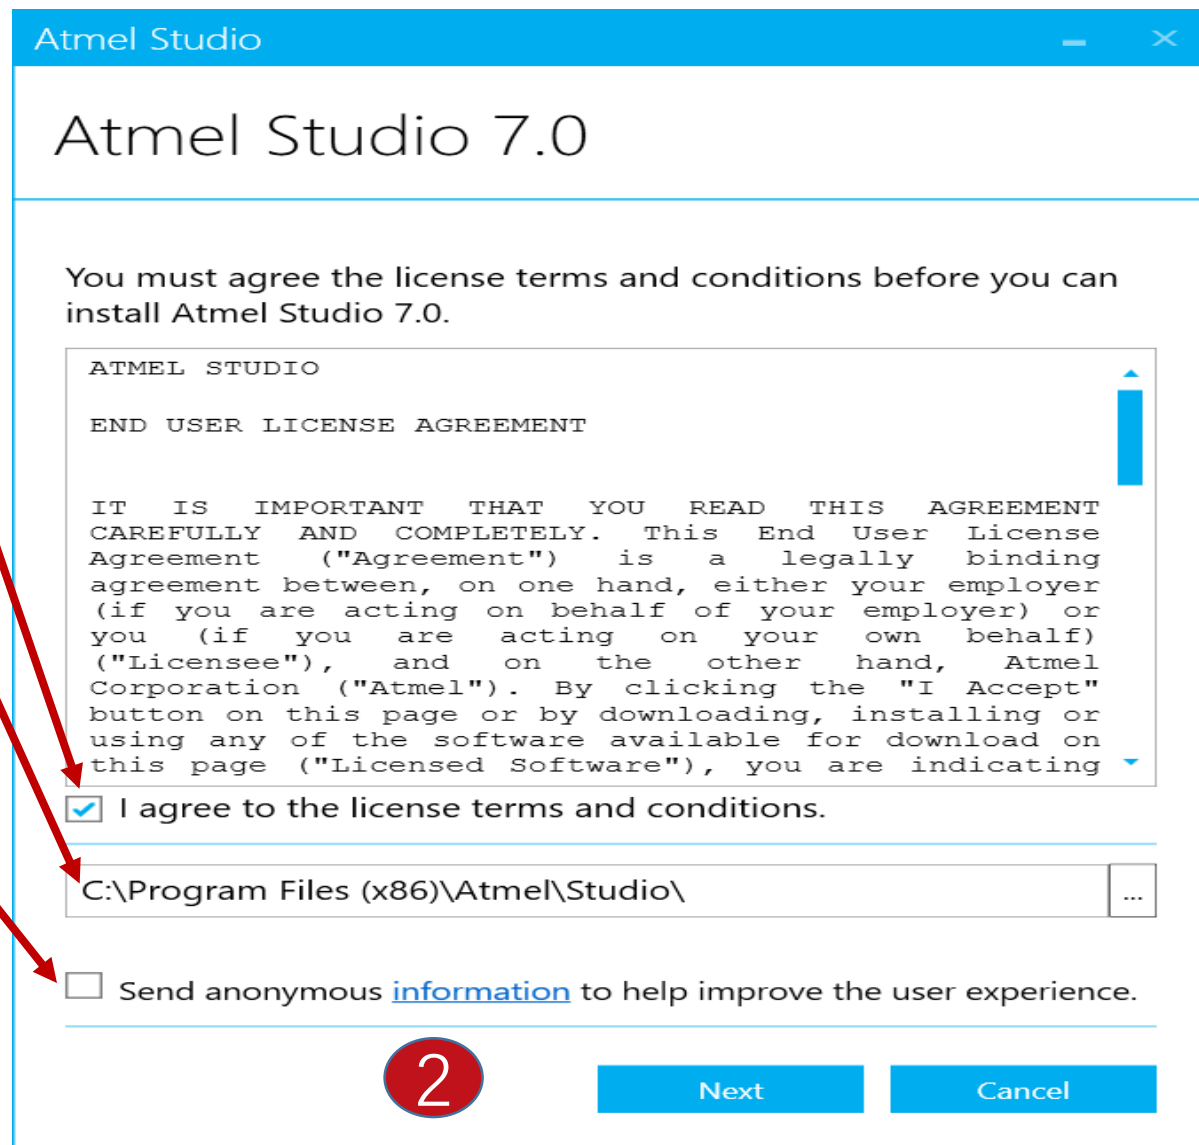 Atmel Studio
Atmel Studio 7.0
You must agree the license terms and conditions before you can
install Atmel Studio 7.0.
ATMEL STUDIO
END USER LICENSE AGREEMENT
IT IS IMPORTANT THAT YOU READ THIS AGREEMENT
CAREFULLY AND COMPLETELY. This End User License
Agreement ("Agreement") is a legally binding
agreement between, on one hand, either your employer
(if you are acting on behalf of your employer) or
you (if you are acting on your own behalf)
("Licensee"), and on the other hand, Atmel
Corporation ("Atmel"). By clicking the "I Accept"
button on this page or by downloading, installing or
using any of the software available for download on
this page ("Licensed Software"), you are indicating
I agree to the license terms and conditions.
C:\Program Files (x86)\Atmel\Studio\ ...
Send anonymous information to help improve the user experience.
2 Next Cancel